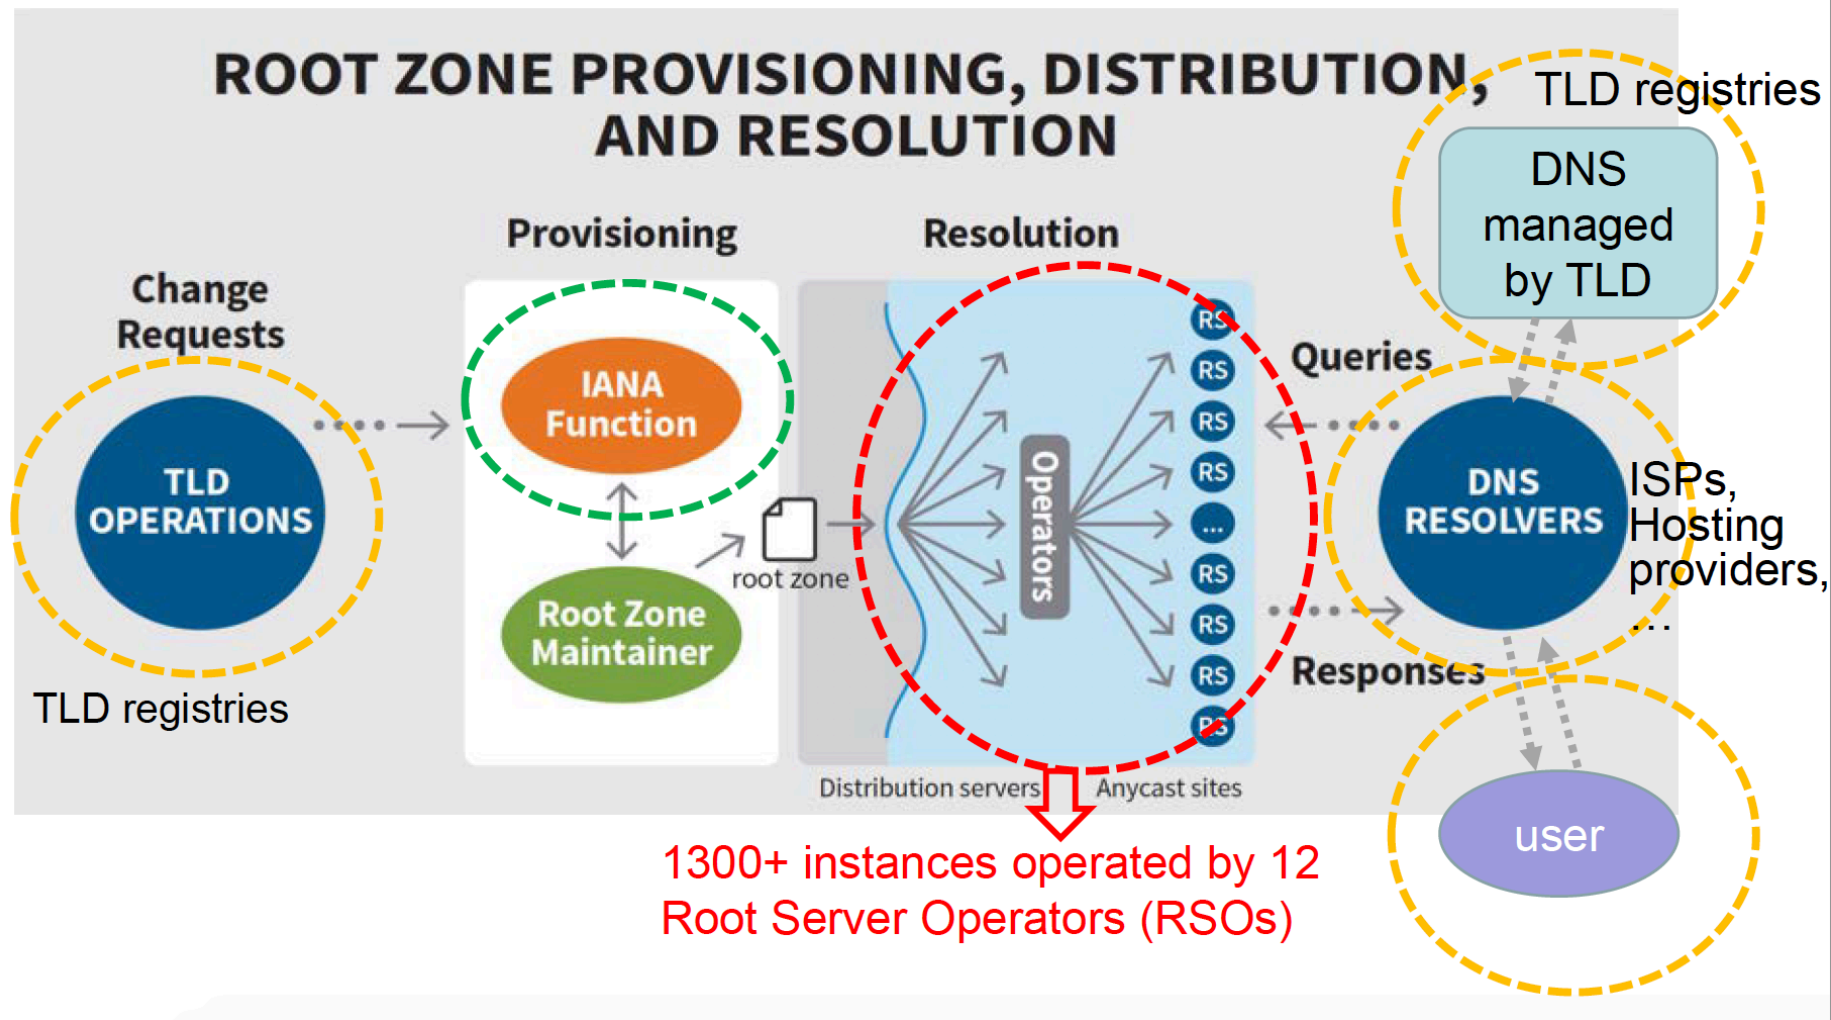 ROOT ZONE PROVISIONING, DISTRIBUTION,
AND RESOLUTION
TLD registries
DNS
managed
by TLD
Provisioning
Resolution
Change
Requests
TLD
OPERATIONS
TLD registries
IANA
Function
Root Zone
Maintainer
root zone
Operators
RS
RS
RS
RS
...
RS
RS
RS
RS
Distribution servers
Anycast sites
Queries
Responses
DNS
RESOLVERS
ISPs,
Hosting
providers,
...
user
1300+ instances operated by 12
Root Server Operators (RSOs)